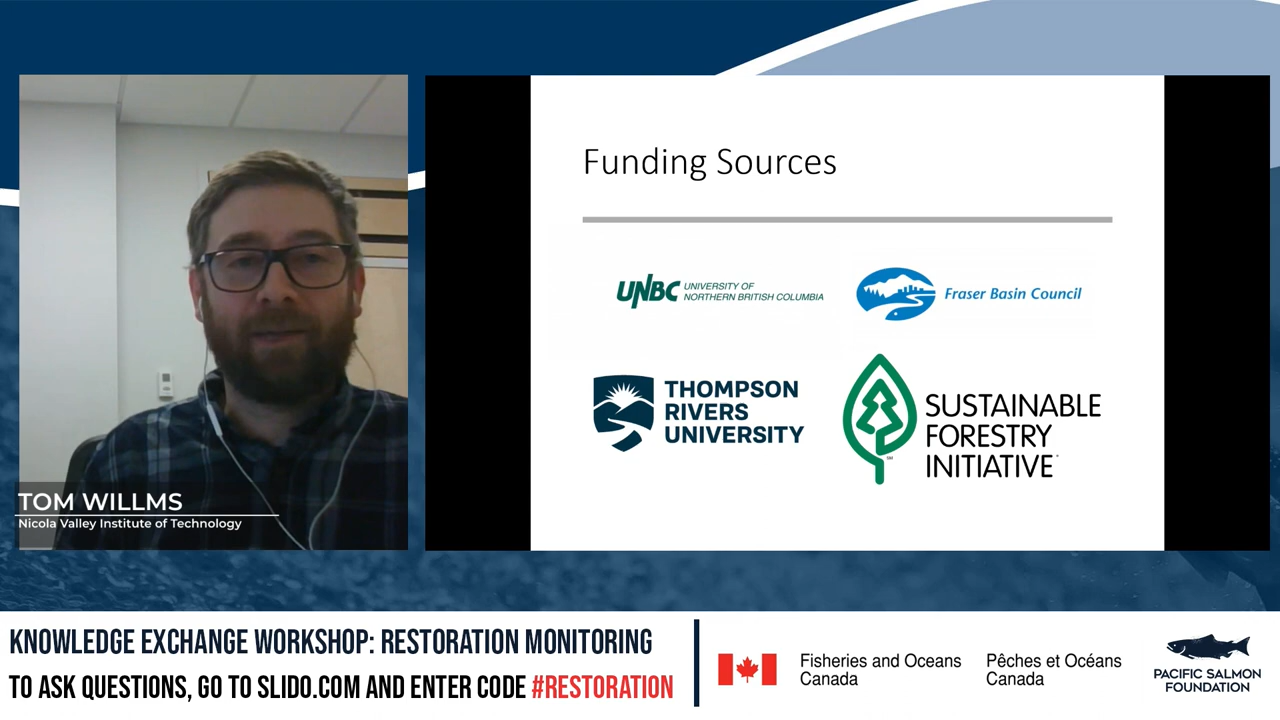 Funding Sources
UNBC UNIVERSITY OF
NORTHERN BRITISH COLUMBIA
Fraser Basin Council
THOMPSON
RIVERS
UNIVERSITY
SUSTAINABLE
FORESTRY
INITIATIVE
SM
TOM WILLMS
Nicola Valley Institute of Technology
KNOWLEDGE EXCHANGE WORKSHOP: RESTORATION MONITORING
TO ASK QUESTIONS, GO TO SLIDO.COM AND ENTER CODE #RESTORATION
Fisheries and Oceans
Canada
Pêches et Océans
Canada
PACIFIC SALMON
FOUNDATION